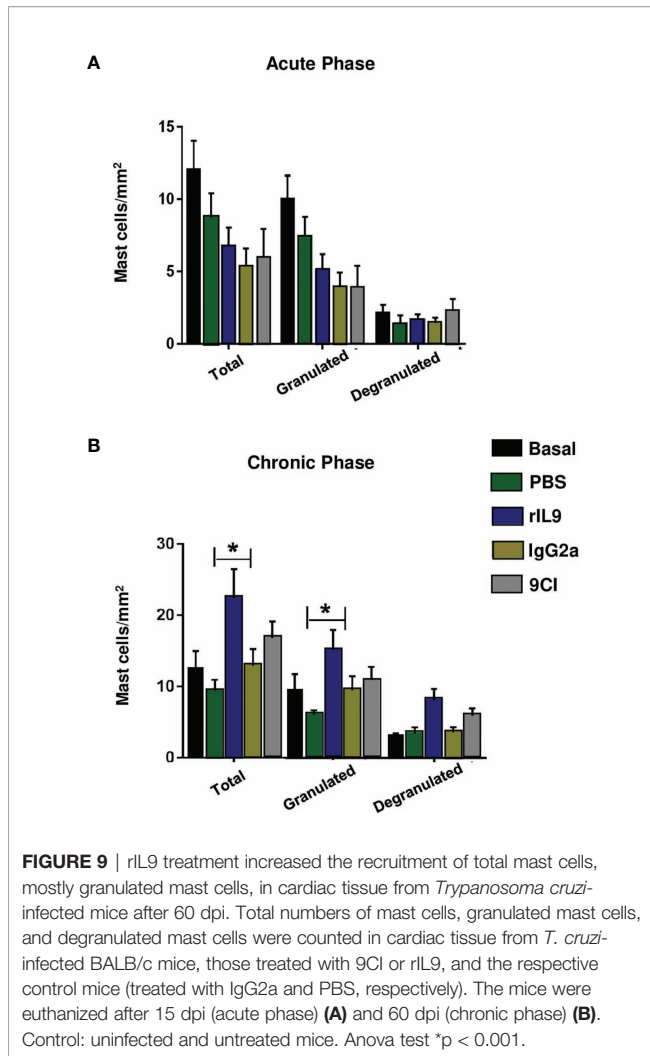 A
Acute Phase
15
10
5
0
Mast cells/mm²
Total
Granulated
Degranulated
B
Chronic Phase
30
20
10
0
Mast cells/mm²
*
*
Total
Granulated
Degranulated
Basal
PBS
rIL9
IgG2a
9CI
FIGURE 9 | rIL9 treatment increased the recruitment of total mast cells,
mostly granulated mast cells, in cardiac tissue from Trypanosoma cruzi-
infected mice after 60 dpi. Total numbers of mast cells, granulated mast cells,
and degranulated mast cells were counted in cardiac tissue from T. cruzi-
infected BALB/c mice, those treated with 9CI or rIL9, and the respective
control mice (treated with IgG2a and PBS, respectively). The mice were
euthanized after 15 dpi (acute phase) (A) and 60 dpi (chronic phase) (B).
Control: uninfected and untreated mice. Anova test *p < 0.001.